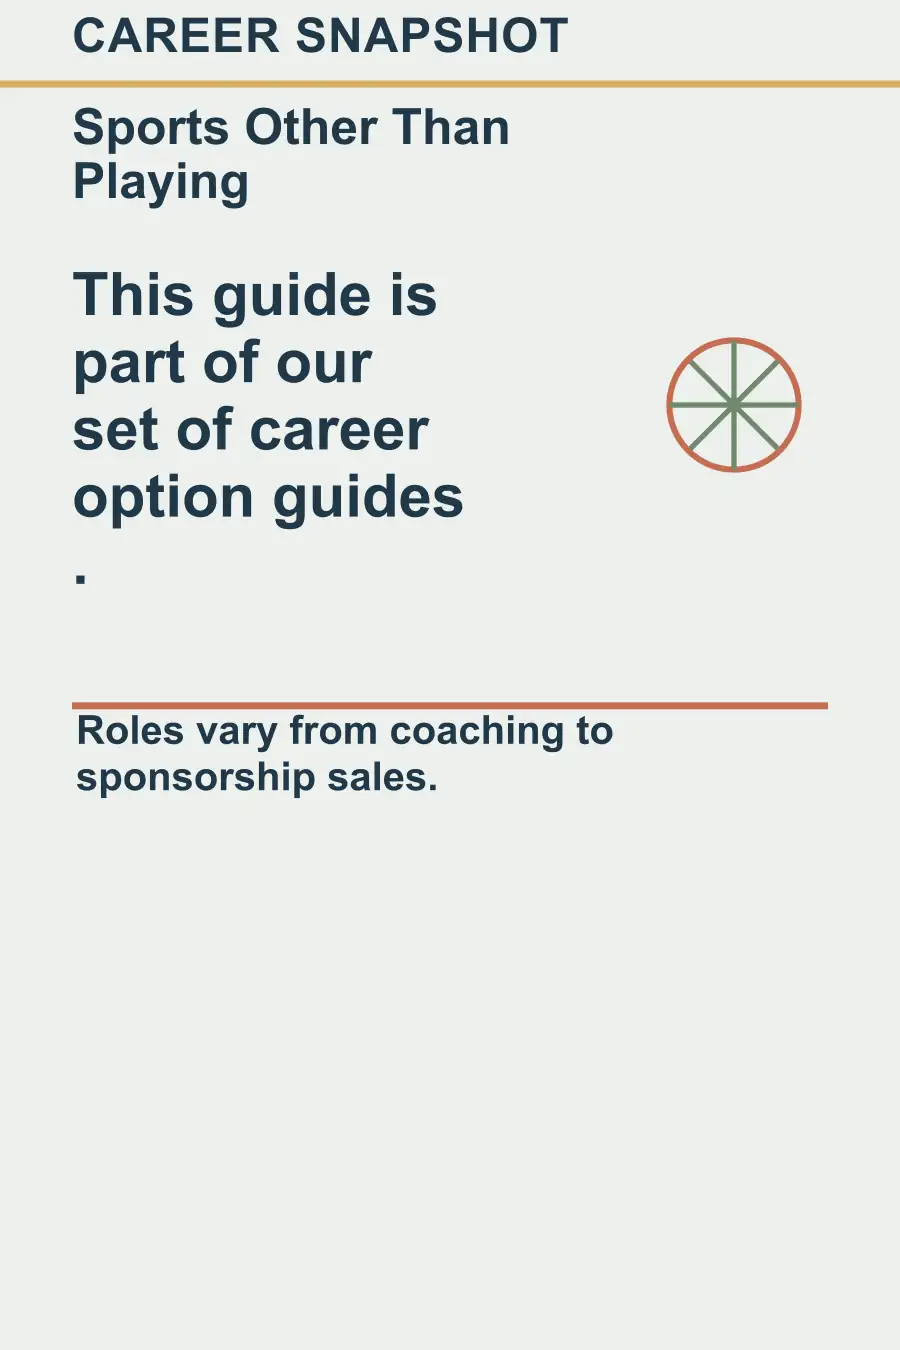 CAREER SNAPSHOT
Sports Other Than
Playing
This guide is
part of our
set of career
option guides
.
Roles vary from coaching to
sponsorship sales.